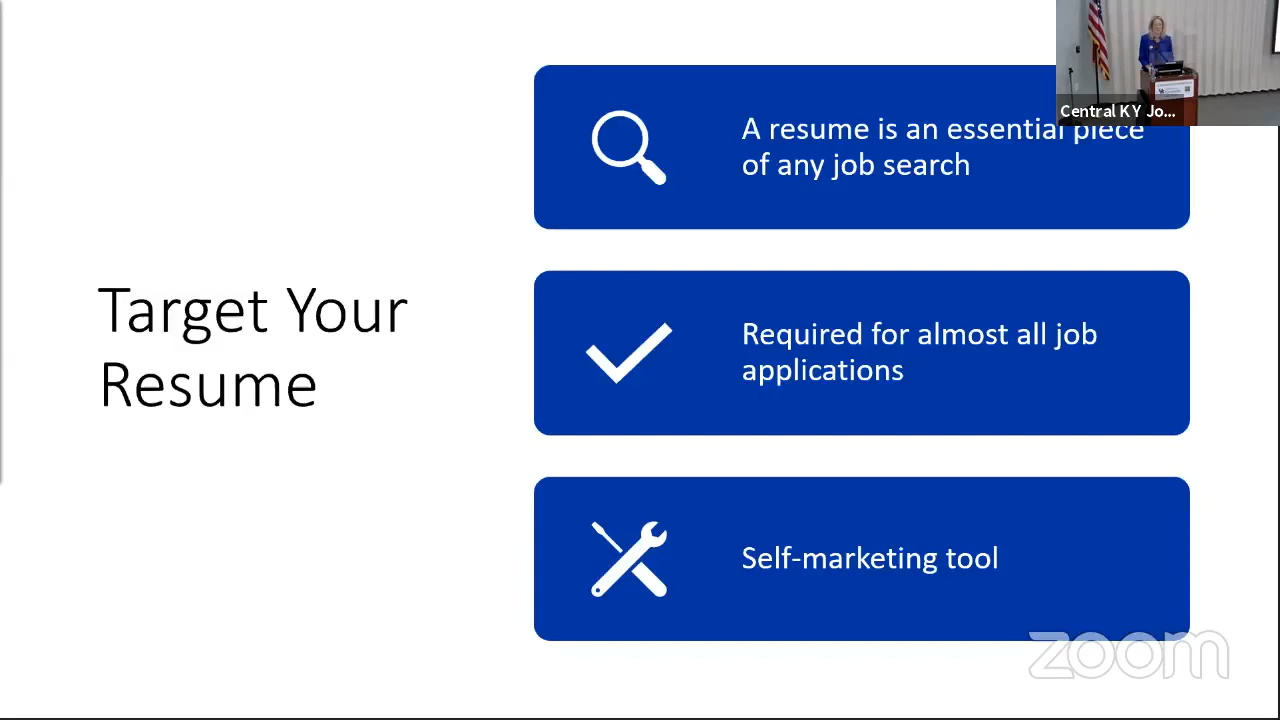 Target Your
Resume
A resume is an essential piece
of any job search
Required for almost all job
applications
Self-marketing tool
Central KY Jo...
zoom